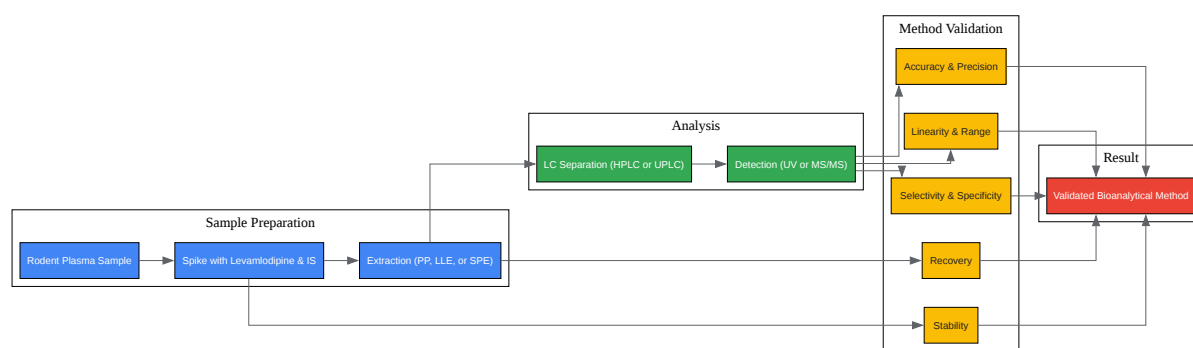 Method Validation
Accuracy & Precision
Analysis
Linearity & Range
Result
LC Separation (HPLC or UPLC)
Detection (UV or MS/MS)
Selectivity & Specificity
Validated Bioanalytical Method
Sample Preparation
Rodent Plasma Sample
Spike with Levamlodipine & IS
Extraction (PP, LLE, or SPE)
Recovery
Stability